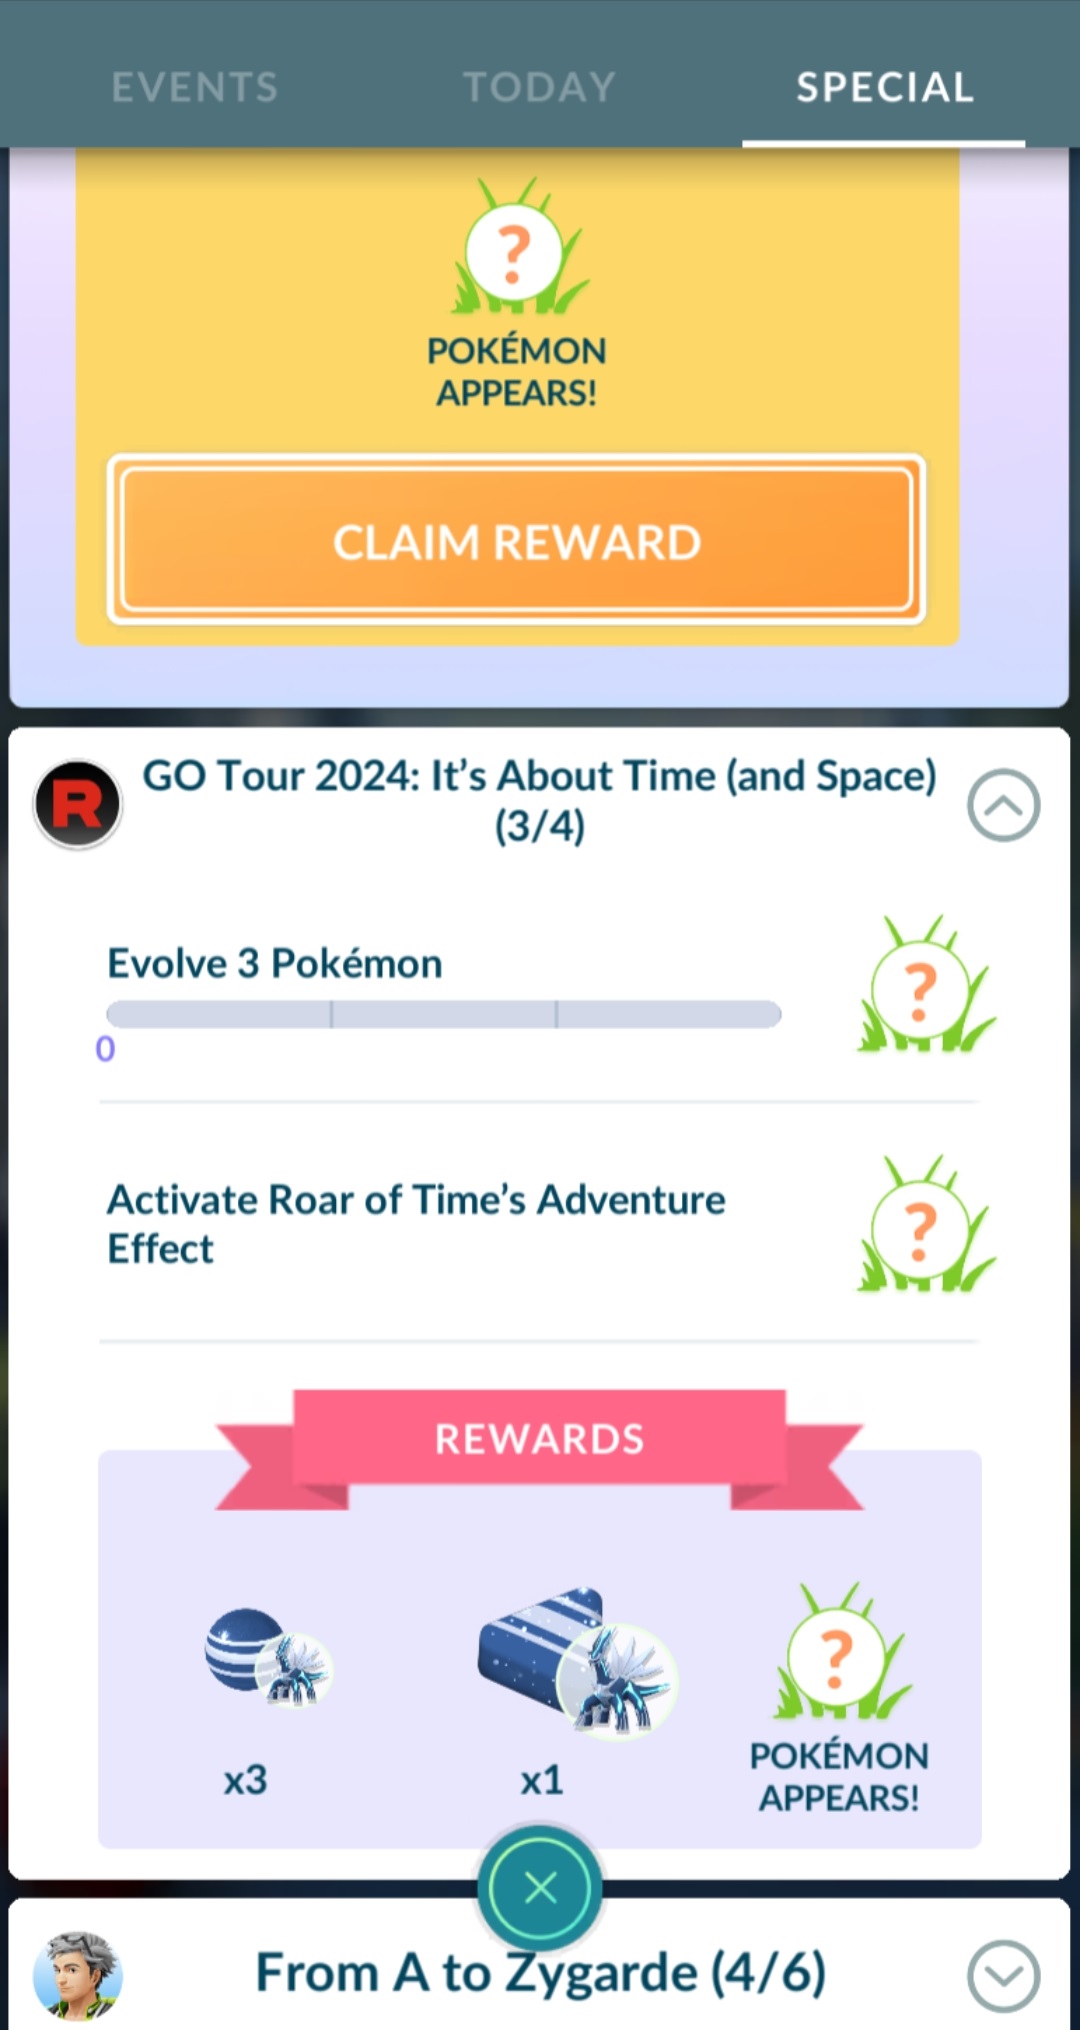 EVENTS
TODAY
SPECIAL
?
POKÉMON
APPEARS!
CLAIM REWARD
R
GO Tour 2024: It’s About Time (and Space)
(3/4)
Evolve 3 Pokémon
?
0
Activate Roar of Time’s Adventure
Effect
?
REWARDS
?
x3
x1
POKÉMON
APPEARS!
From A to Zygarde (4/6)